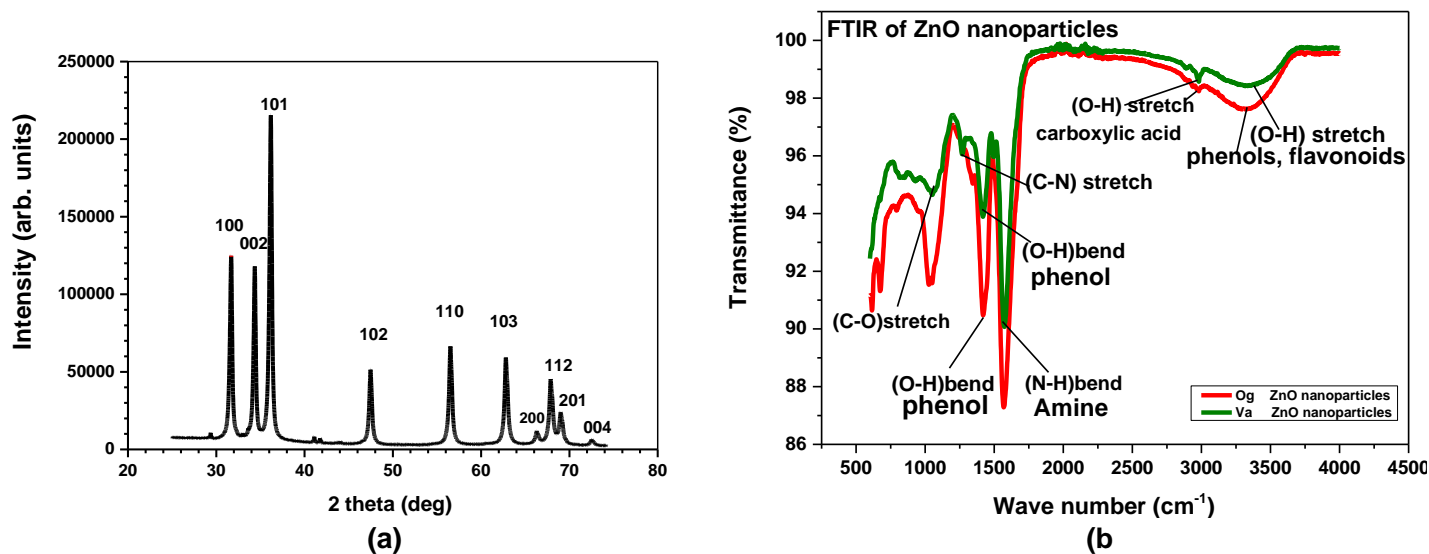 250000
200000
150000
100000
50000
0
Intensity (arb. units)
100
002
101
102
110
103
200
112
201
004
20
30
40
50
60
70
80
2 theta (deg)
(a)
FTIR of ZnO nanoparticles
100
98
96
94
92
90
88
86
Transmittance (%)
(O-H) stretch
carboxylic acid
(O-H) stretch
phenols, flavonoids
(C-N) stretch
(O-H)bend
phenol
(C-O)stretch
(O-H)bend
phenol
(N-H)bend
Amine
Og ZnO nanoparticles
Va ZnO nanoparticles
500
1000
1500
2000
2500
3000
3500
4000
4500
Wave number (cm⁻¹)
(b)